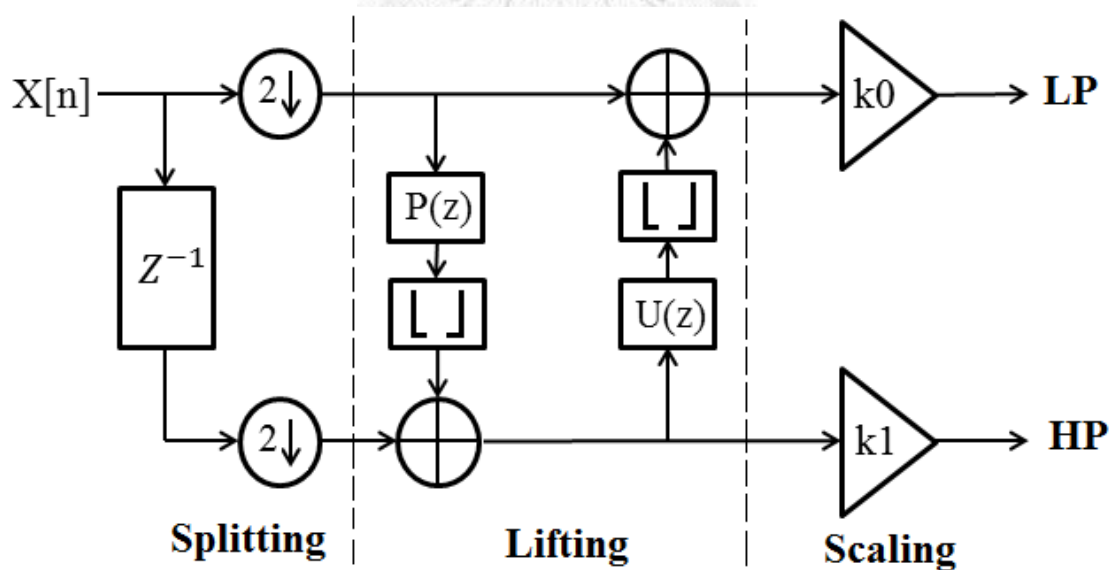 X[n]
2↓
k0
LP
P(z)
⌊ ⌋
⌊ ⌋
Z⁻¹
U(z)
2↓
k1
HP
Splitting
Lifting
Scaling